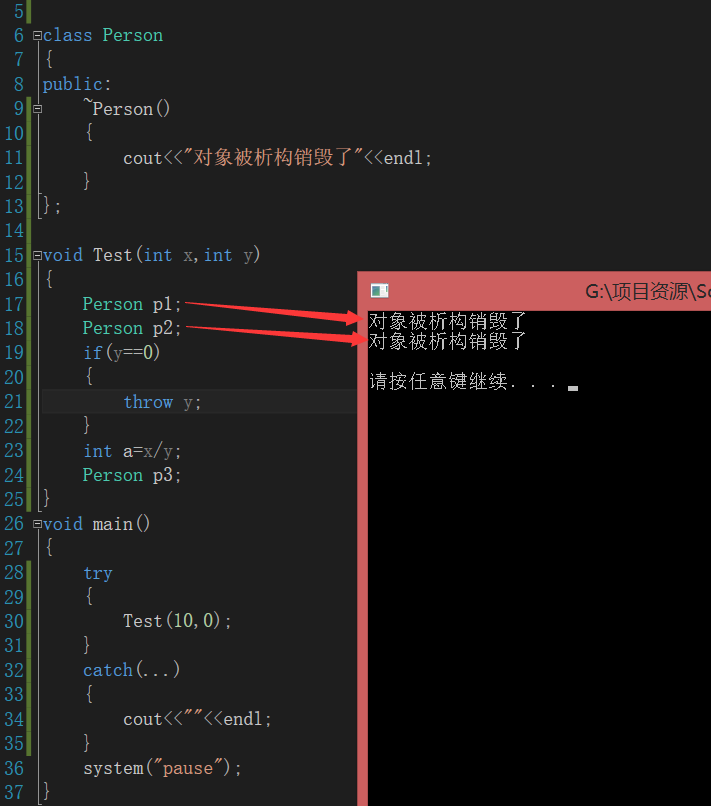 5
6 class Person
7 {
8 public:
9 ~Person()
10 {
11 cout<<"对象被析构销毁了"<<endl;
12 }
13 };
14
15 void Test(int x,int y)
16 {
17 Person p1;
18 Person p2;
19 if(y==0)
20 {
21 throw y;
22 }
23 int a=x/y;
24 Person p3;
25 }
26 void main()
27 {
28 try
29 {
30 Test(10,0);
31 }
32 catch(...)
33 {
34 cout<<""<<endl;
35 }
36 system("pause");
37 }
G:\项目资源\Sc
对象被析构销毁了
对象被析构销毁了
请按任意键继续. . .